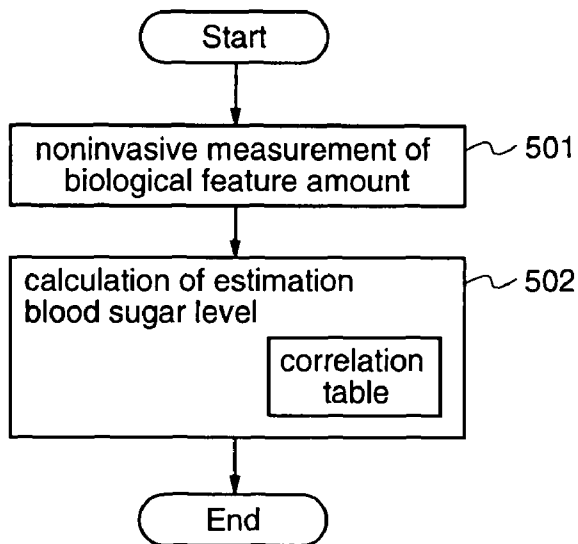 Start
noninvasive measurement of
biological feature amount
501
calculation of estimation
blood sugar level
502
correlation
table
End